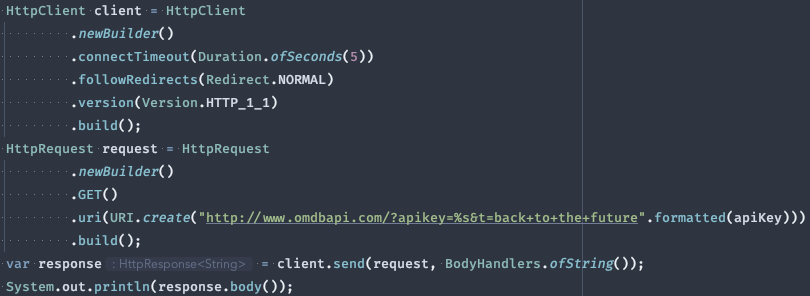 HttpClient client = HttpClient
.newBuilder()
.connectTimeout(Duration.ofSeconds(5))
.followRedirects(Redirect.NORMAL)
.version(Version.HTTP_1_1)
.build();
HttpRequest request = HttpRequest
.newBuilder()
.GET()
.uri(URI.create("http://www.omdbapi.com/?apikey=%s&t=back+to+the+future".formatted(apiKey)))
.build();
var response : HttpResponse<String> = client.send(request, BodyHandlers.ofString());
System.out.println(response.body());